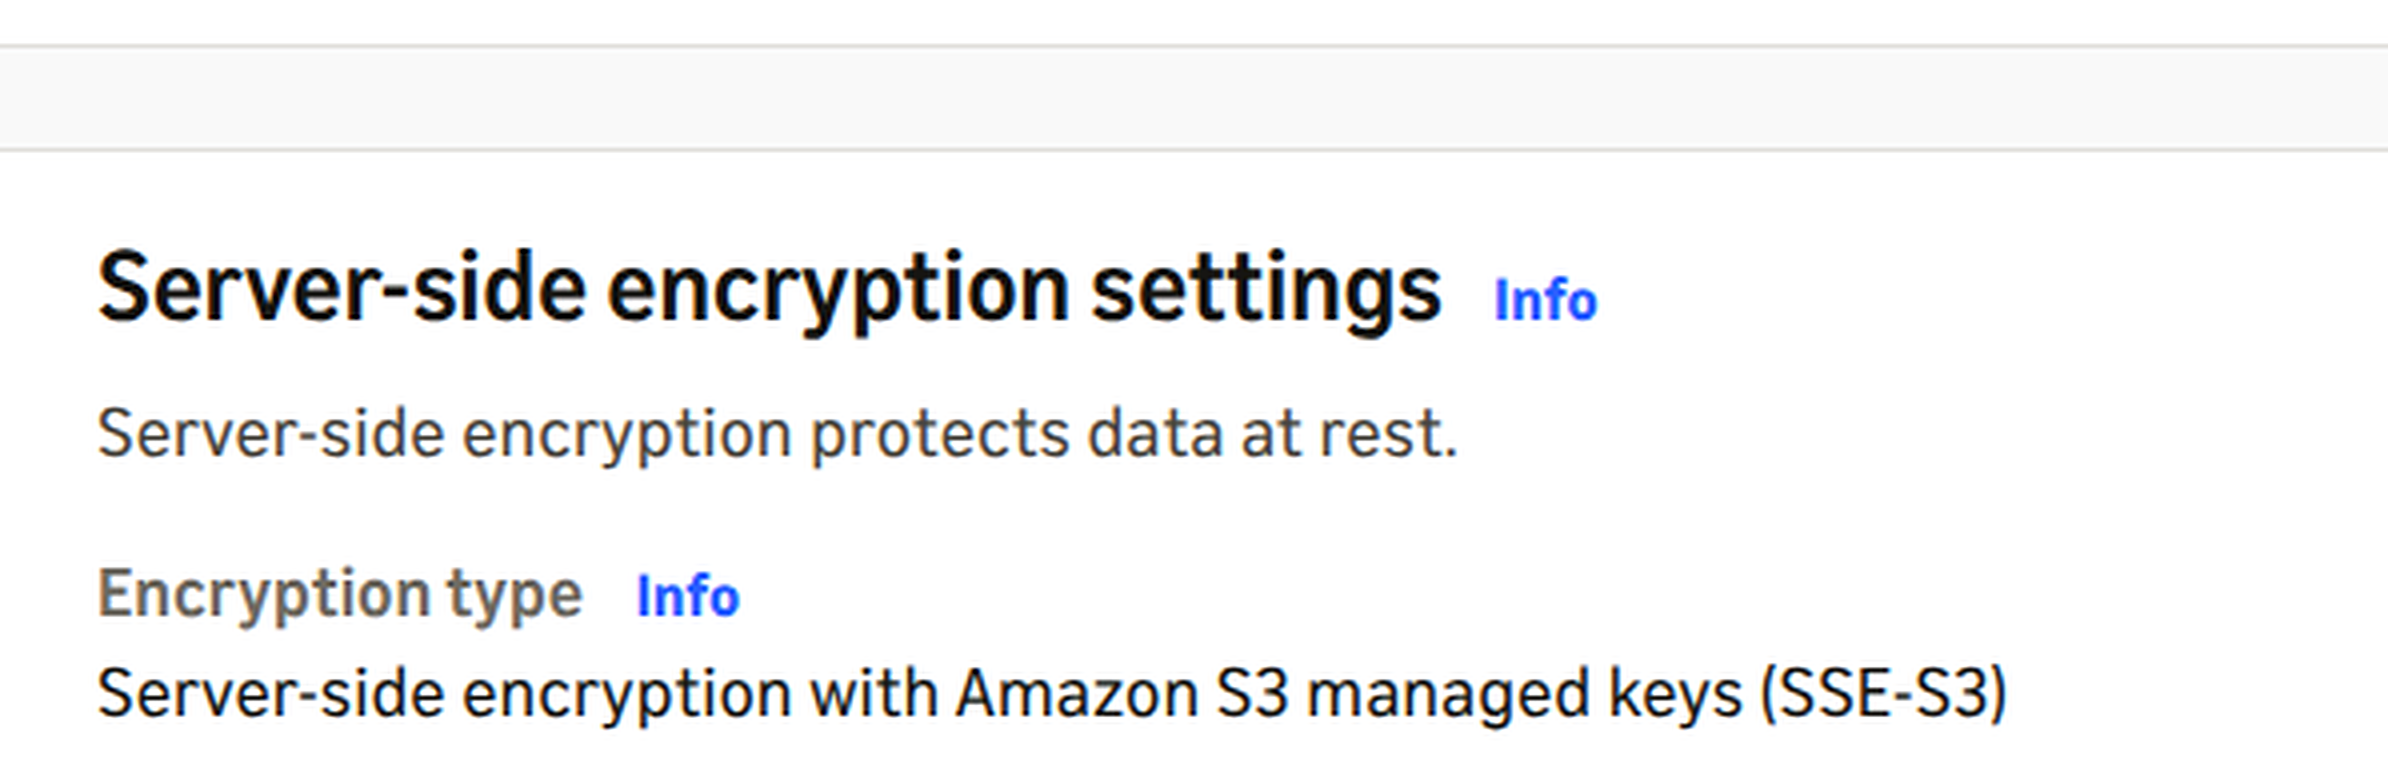 Server-side encryption settings Info
Server-side encryption protects data at rest.
Encryption type Info
Server-side encryption with Amazon S3 managed keys (SSE-S3)